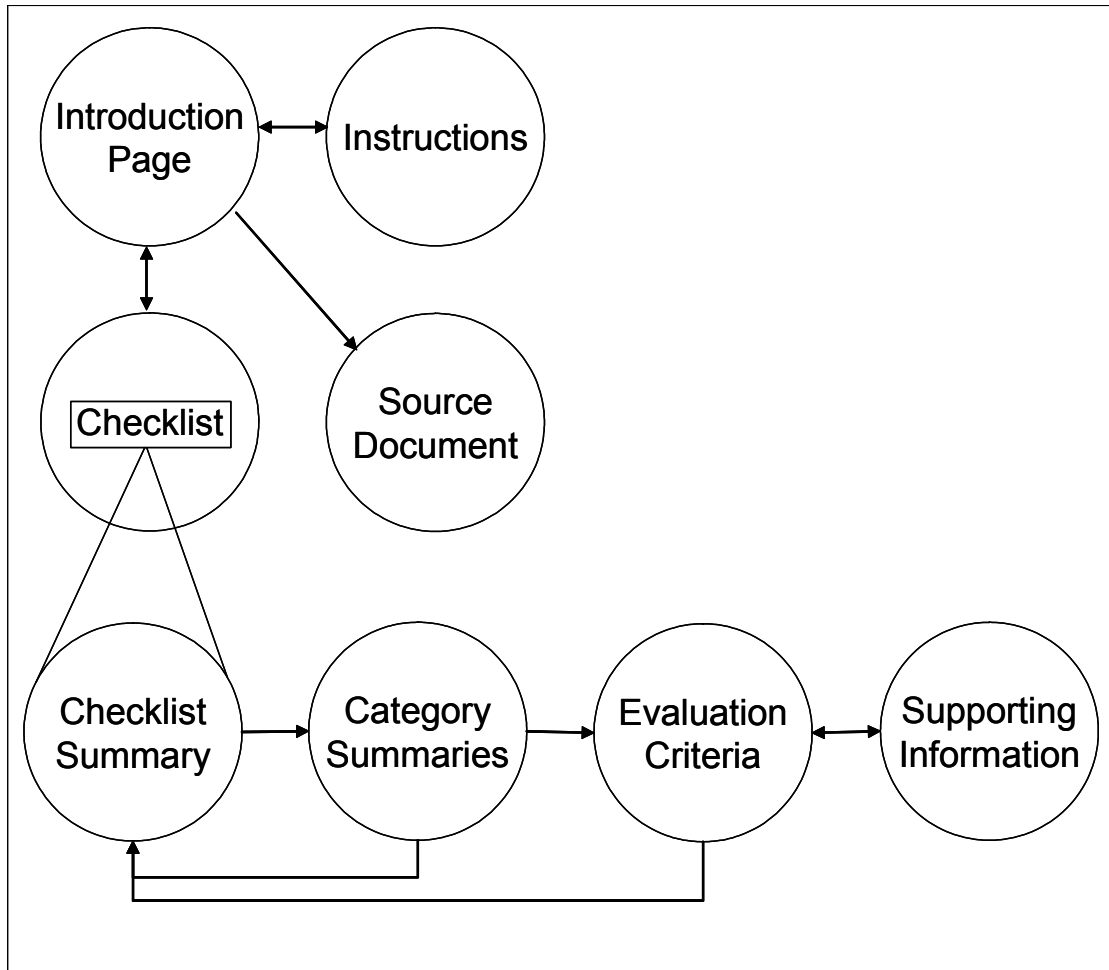 Introduction
Page
Instructions
Checklist
Source
Document
Checklist
Summary
Category
Summaries
Evaluation
Criteria
Supporting
Information